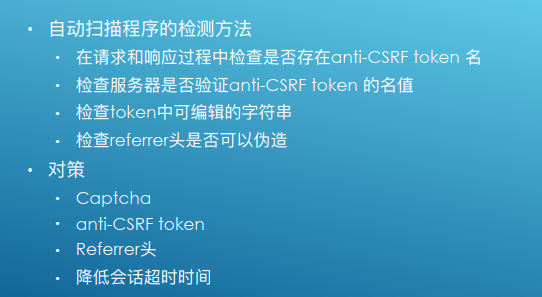 自动扫描程序的检测方法
在请求和响应过程中检查是否存在anti-CSRF token 名
检查服务器是否验证anti-CSRF token 的名值
检查token中可编辑的字符串
检查referrer头是否可以伪造
对策
Captcha
anti-CSRF token
Referrer头
降低会话超时时间